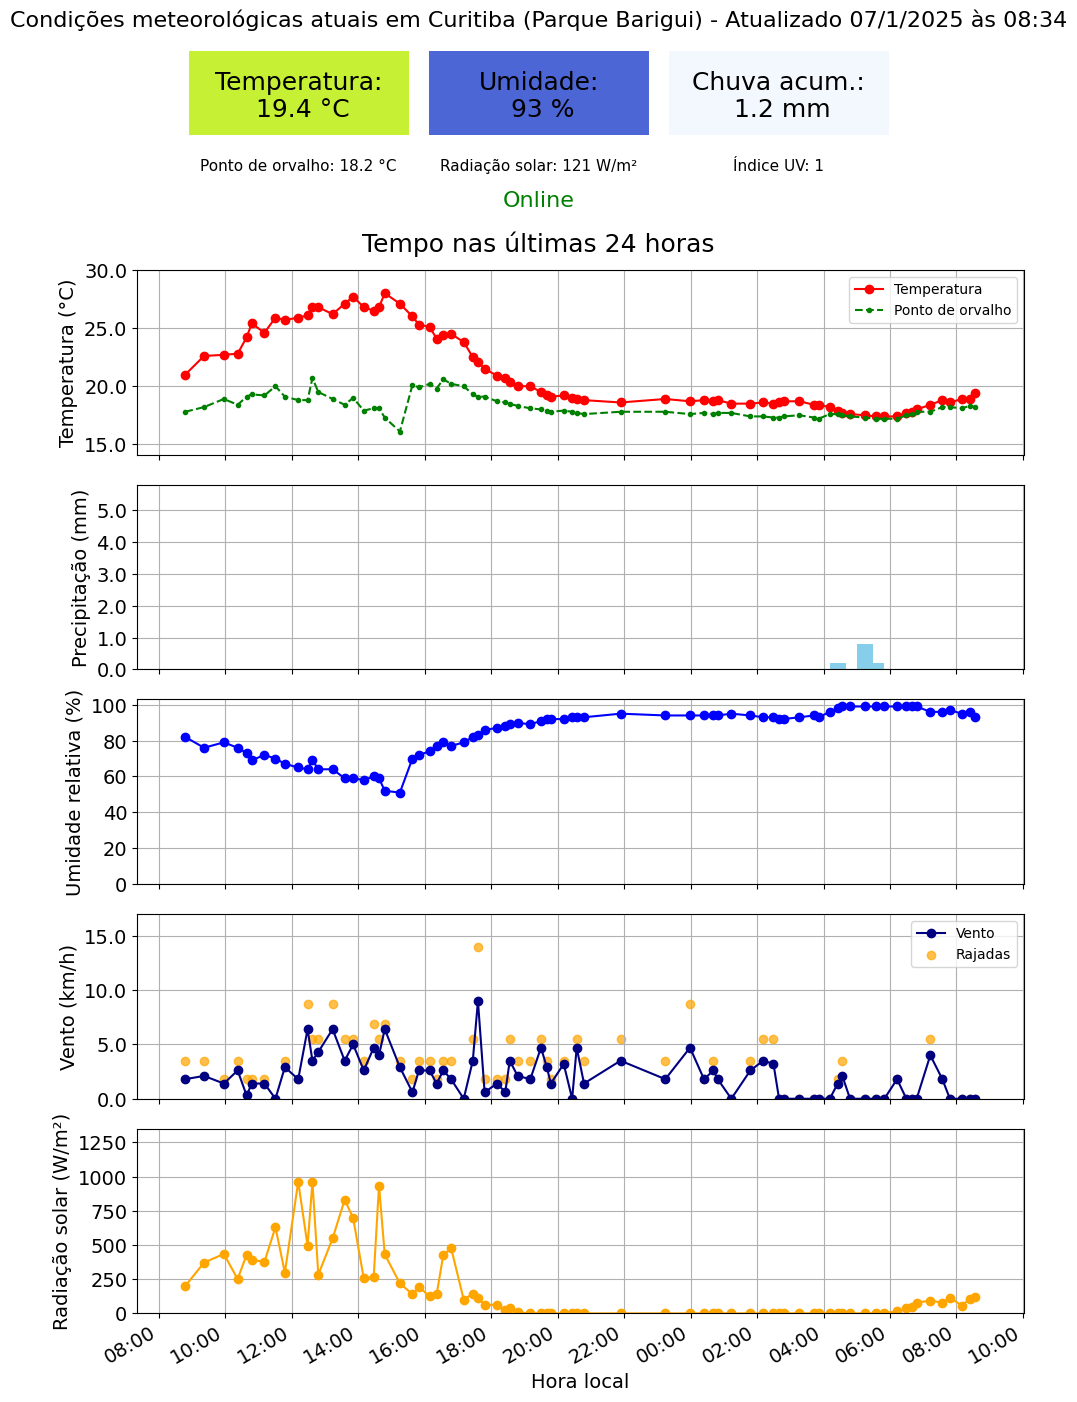 Condições meteorológicas atuais em Curitiba (Parque Barigui) - Atualizado 07/1/2025 às 08:34
Temperatura:
19.4 °C
Umidade:
93 %
Chuva acum.:
1.2 mm
Ponto de orvalho: 18.2 °C
Radiação solar: 121 W/m²
Índice UV: 1
Online
Tempo nas últimas 24 horas
Temperatura (°C)
30.0
25.0
20.0
15.0
Temperatura
Ponto de orvalho
Precipitação (mm)
5.0
4.0
3.0
2.0
1.0
0.0
Umidade relativa (%)
100
80
60
40
20
0
Vento (km/h)
15.0
10.0
5.0
0.0
Vento
Rajadas
Radiação solar (W/m²)
1250
1000
750
500
250
0
08:00
10:00
12:00
14:00
16:00
18:00
20:00
22:00
00:00
02:00
04:00
06:00
08:00
10:00
Hora local